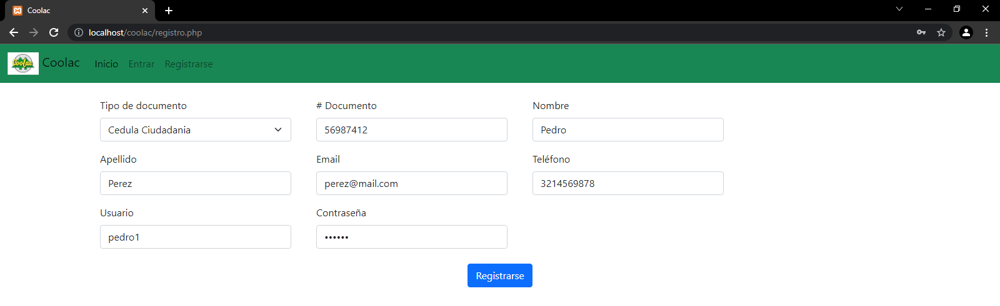 Coolac
localhost/coolac/registro.php
Coolac Coolac Inicio Entrar Registrarse
Tipo de documento # Documento Nombre
Cedula Ciudadania 56987412 Pedro
Apellido Email Teléfono
Perez perez@mail.com 3214569878
Usuario Contraseña
pedro1 ••••••
Registrarse